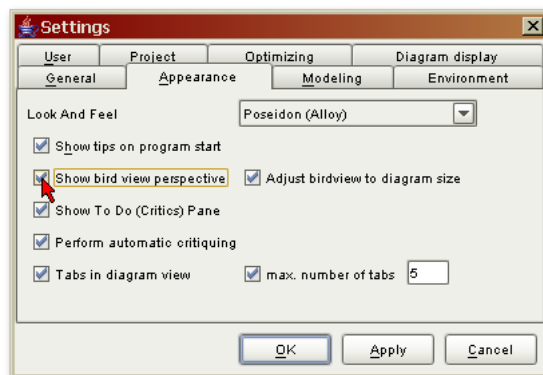 Settings
User Project Optimizing Diagram display
General Appearance Modeling Environment
Look And Feel Poseidon (Alloy)
Show tips on program start
Show bird view perspective Adjust birdview to diagram size
Show To Do (Critics) Pane
Perform automatic critiquing
Tabs in diagram view max. number of tabs 5
OK Apply Cancel